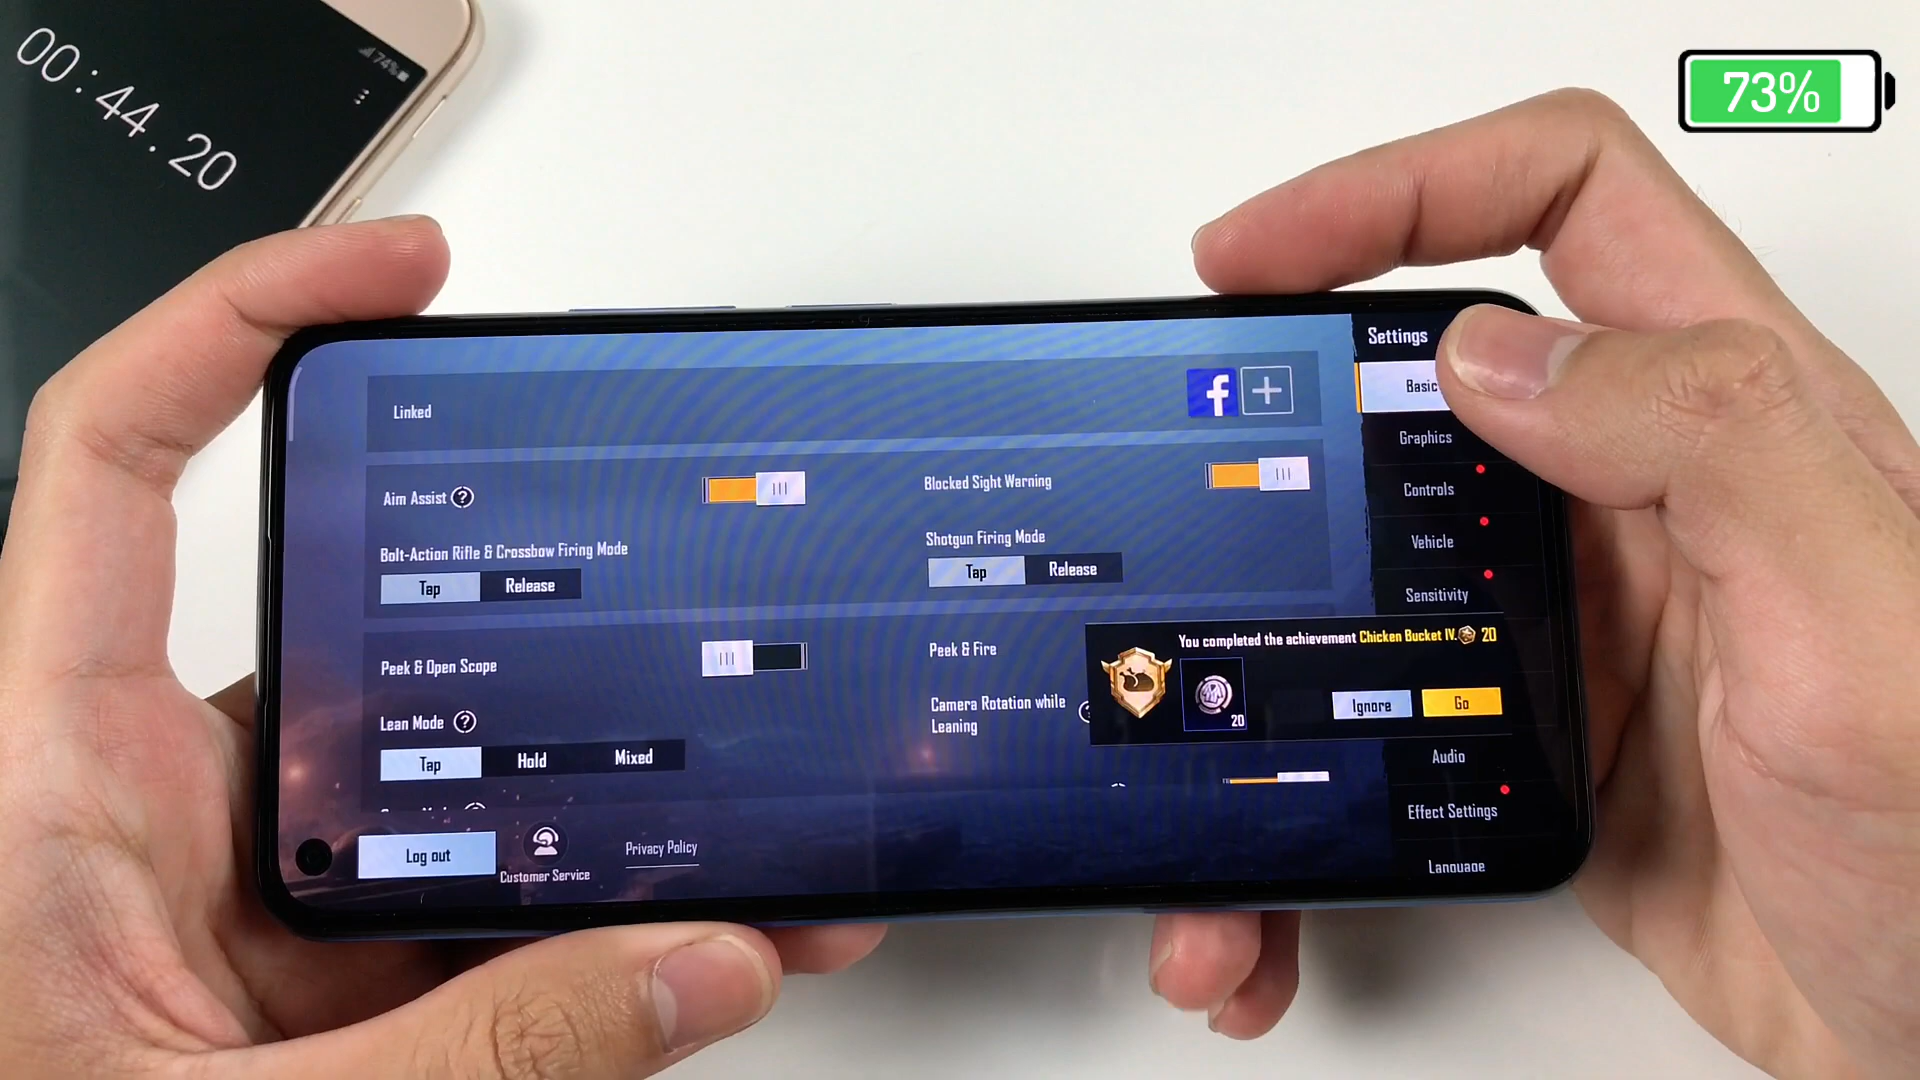 00:44.20
74%
73%
Settings
Linked
Basic
Graphics
Aim Assist ?
Blocked Sight Warning
Controls
Bolt-Action Rifle & Crossbow Firing Mode
Shotgun Firing Mode
Vehicle
Tap Release
Tap Release
Sensitivity
Peek & Open Scope
Peek & Fire
You completed the achievement Chicken Bucket IV. 20
20
Ignore Go
Lean Mode ?
Camera Rotation while
Leaning
Tap Hold Mixed
Audio
Effect Settings
Log out
Customer Service
Privacy Policy
Language